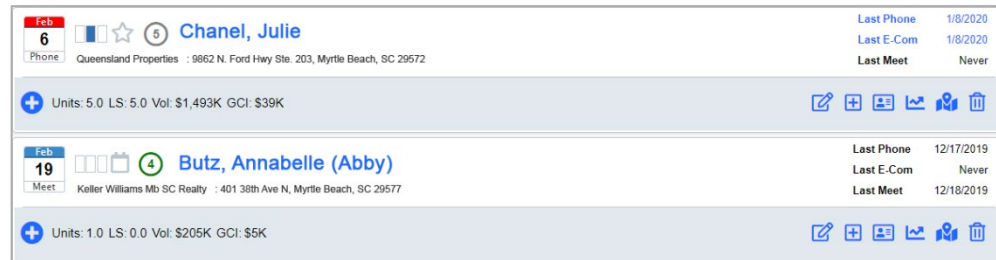 Feb
6
Phone
5 Chanel, Julie
Queensland Properties : 9862 N. Ford Hwy Ste. 203, Myrtle Beach, SC 29572
Last Phone 1/8/2020
Last E-Com 1/8/2020
Last Meet Never
Units: 5.0 LS: 5.0 Vol: $1,493K GCI: $39K
Feb
19
Meet
4 Butz, Annabelle (Abby)
Keller Williams Mb SC Realty : 401 38th Ave N, Myrtle Beach, SC 29577
Last Phone 12/17/2019
Last E-Com Never
Last Meet 12/18/2019
Units: 1.0 LS: 0.0 Vol: $205K GCI: $5K